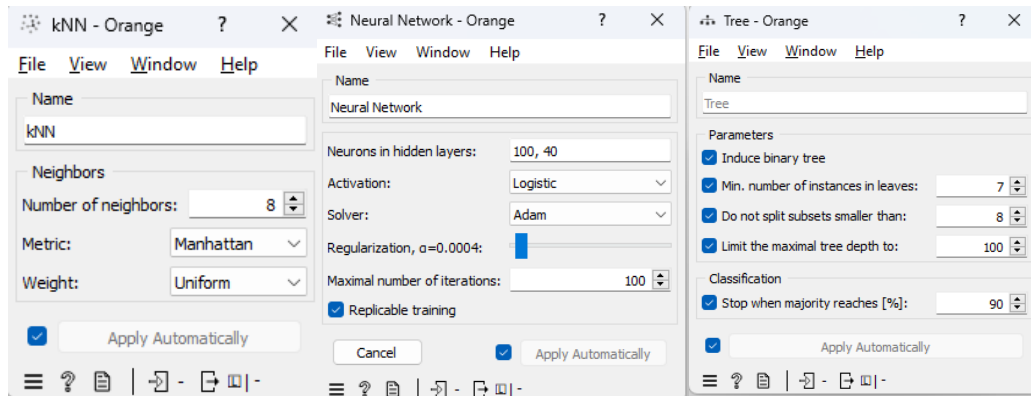 kNN - Orange ? ×
File View Window Help
Name
kNN
Neighbors
Number of neighbors: 8
Metric: Manhattan
Weight: Uniform
Apply Automatically
Neural Network - Orange ? ×
File View Window Help
Name
Neural Network
Neurons in hidden layers: 100, 40
Activation: Logistic
Solver: Adam
Regularization, α=0.0004:
Maximal number of iterations: 100
Replicable training
Cancel Apply Automatically
Tree - Orange ? ×
File View Window Help
Name
Tree
Parameters
Induce binary tree
Min. number of instances in leaves: 7
Do not split subsets smaller than: 8
Limit the maximal tree depth to: 100
Classification
Stop when majority reaches [%]: 90
Apply Automatically